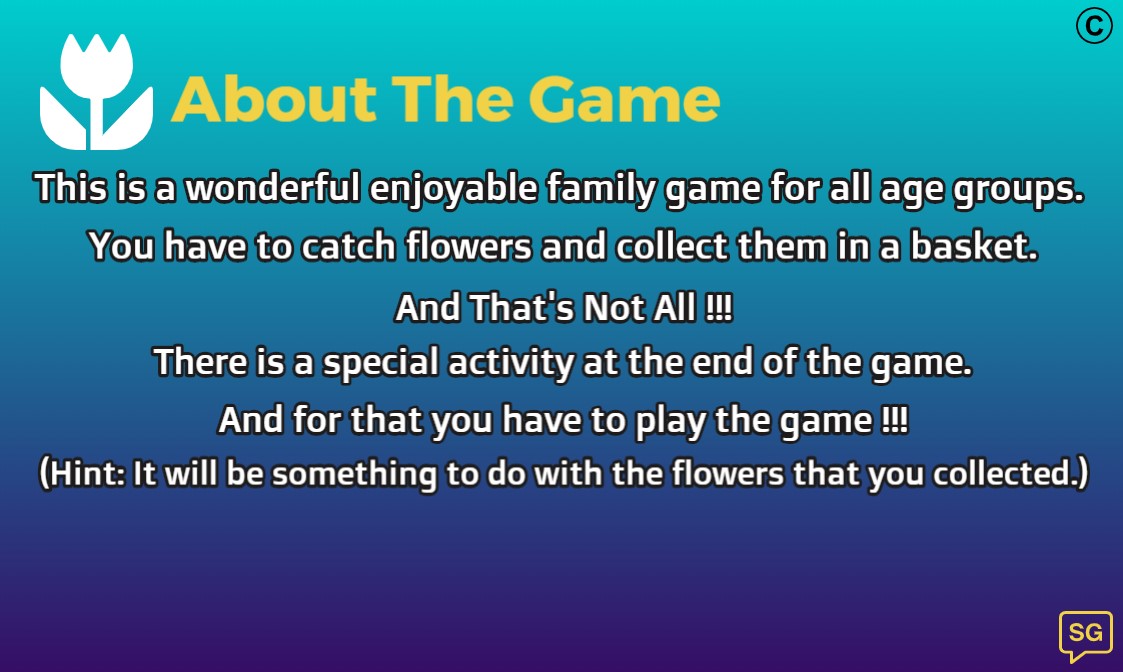 ©
About The Game
This is a wonderful enjoyable family game for all age groups.
You have to catch flowers and collect them in a basket.
And That's Not All !!!
There is a special activity at the end of the game.
And for that you have to play the game !!!
(Hint: It will be something to do with the flowers that you collected.)
SG